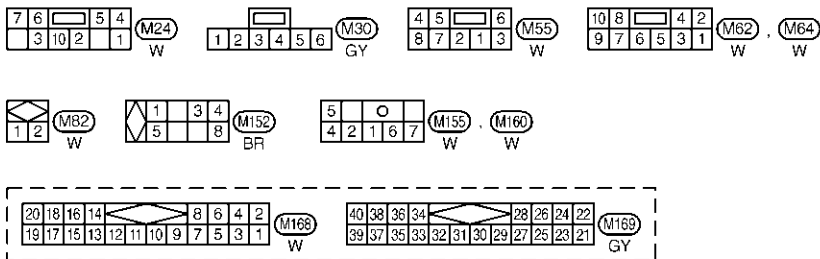 7 6 5 4
3 10 2 1
M24
W
1 2 3 4 5 6
M30
GY
4 5 6
8 7 2 1 3
M55
W
10 8 4 2
9 7 6 5 3 1
M62 , M64
W W
1 2
M82
W
1 3 4
5 8
M152
BR
5
4 2 1 6 7
M155 , M160
W W
20 18 16 14 8 6 4 2
19 17 15 13 12 11 10 9 7 5 3 1
M168
W
40 38 36 34 28 26 24 22
39 37 35 33 32 31 30 29 27 25 23 21
M169
GY